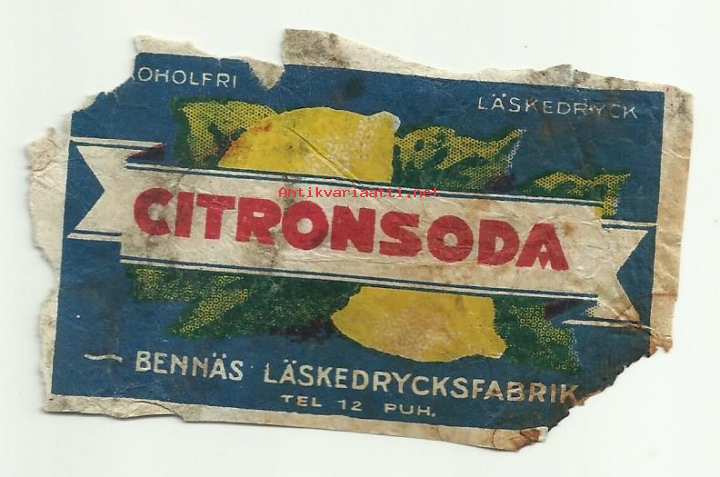 OHOLFRI
LÄSKEDRYCK
CITRONSODA
Antikvariaatti.net
BENNÄS LÄSKEDRYCKSFABRIK
TEL 12 PUH.